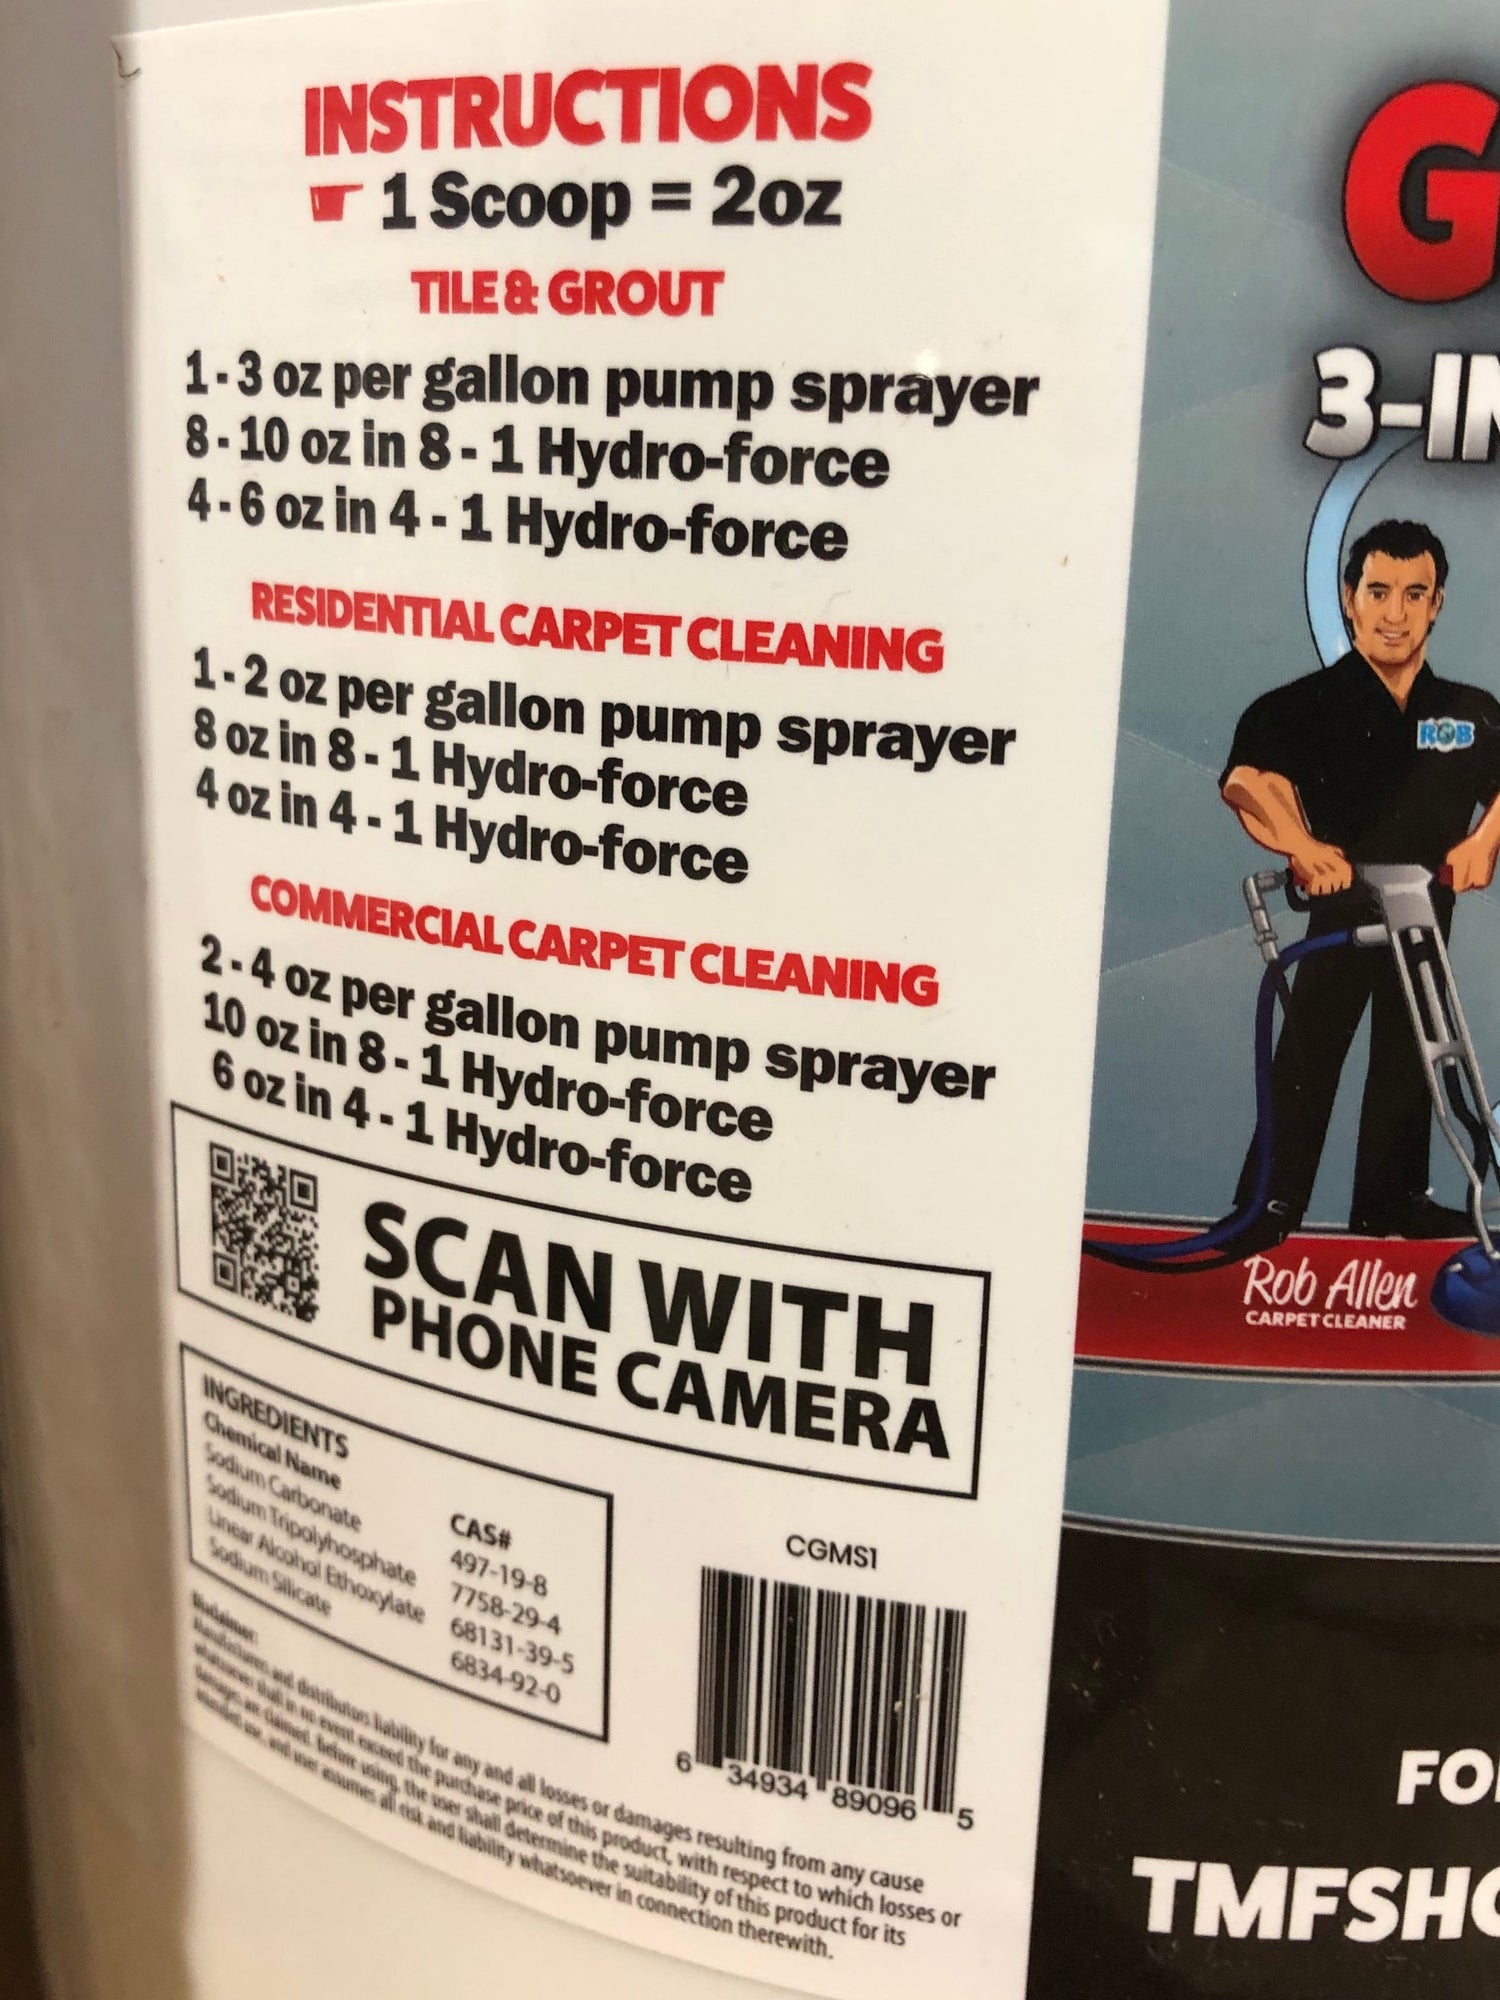 INSTRUCTIONS
1 Scoop = 2oz
TILE & GROUT
1 - 3 oz per gallon pump sprayer
8 - 10 oz in 8 - 1 Hydro-force
4 - 6 oz in 4 - 1 Hydro-force
RESIDENTIAL CARPET CLEANING
1 - 2 oz per gallon pump sprayer
8 oz in 8 - 1 Hydro-force
4 oz in 4 - 1 Hydro-force
COMMERCIAL CARPET CLEANING
2 - 4 oz per gallon pump sprayer
10 oz in 8 - 1 Hydro-force
6 oz in 4 - 1 Hydro-force
SCAN WITH
PHONE CAMERA
INGREDIENTS
Chemical Name CAS#
Sodium Carbonate 497-19-8
Sodium Tripolyhosphate 7758-29-4
Linear Alcohol Ethoxylate 68131-39-5
Sodium Silicate 6834-92-0
CGMS1
6 34934 89096 5
Disclaimer:
Manufacturers and distributors liability for any and all losses or damages resulting from any cause
whatsoever shall in no event exceed the purchase price of this product, with respect to which losses or
damages are claimed. Before using, the user shall determine the suitability of this product for its
intended use, and user assumes all risk and liability whatsoever in connection therewith.
G
3-IN
ROB
Rob Allen
CARPET CLEANER
FO
TMFSHO